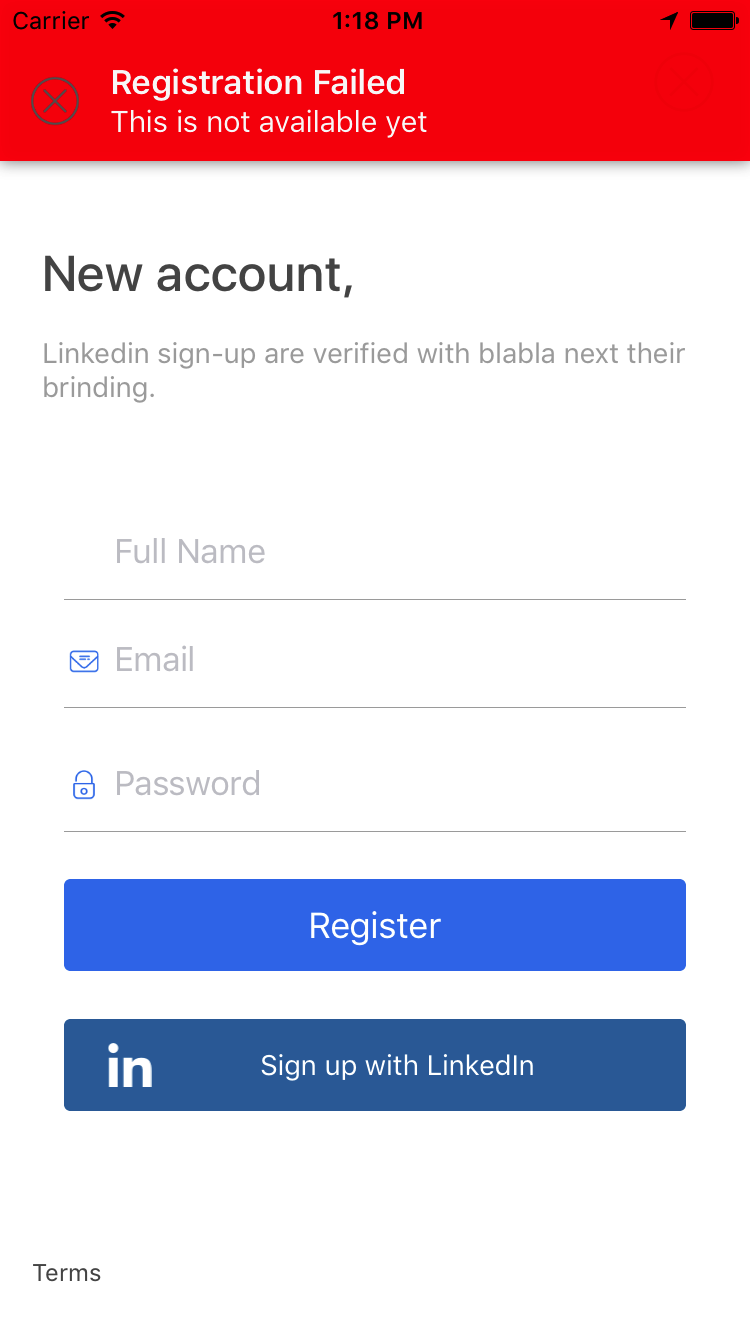 Carrier 1:18 PM
Registration Failed
This is not available yet
New account,
Linkedin sign-up are verified with blabla next their
brinding.
Full Name
Email
Password
Register
in Sign up with LinkedIn
Terms